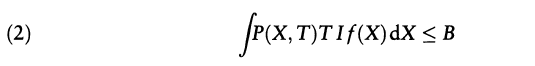 (2) ∫P(X, T)T I f(X) dX ≤ B